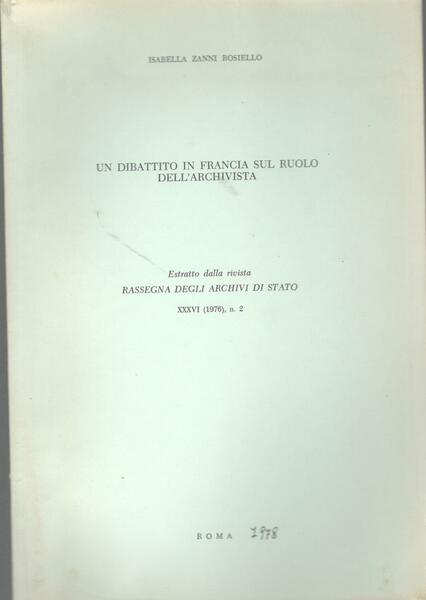 ISABELLA ZANNI ROSIELLO
UN DIBATTITO IN FRANCIA SUL RUOLO
DELL'ARCHIVISTA
Estratto dalla rivista
RASSEGNA DEGLI ARCHIVI DI STATO
XXXVI (1976), n. 2
ROMA 1978